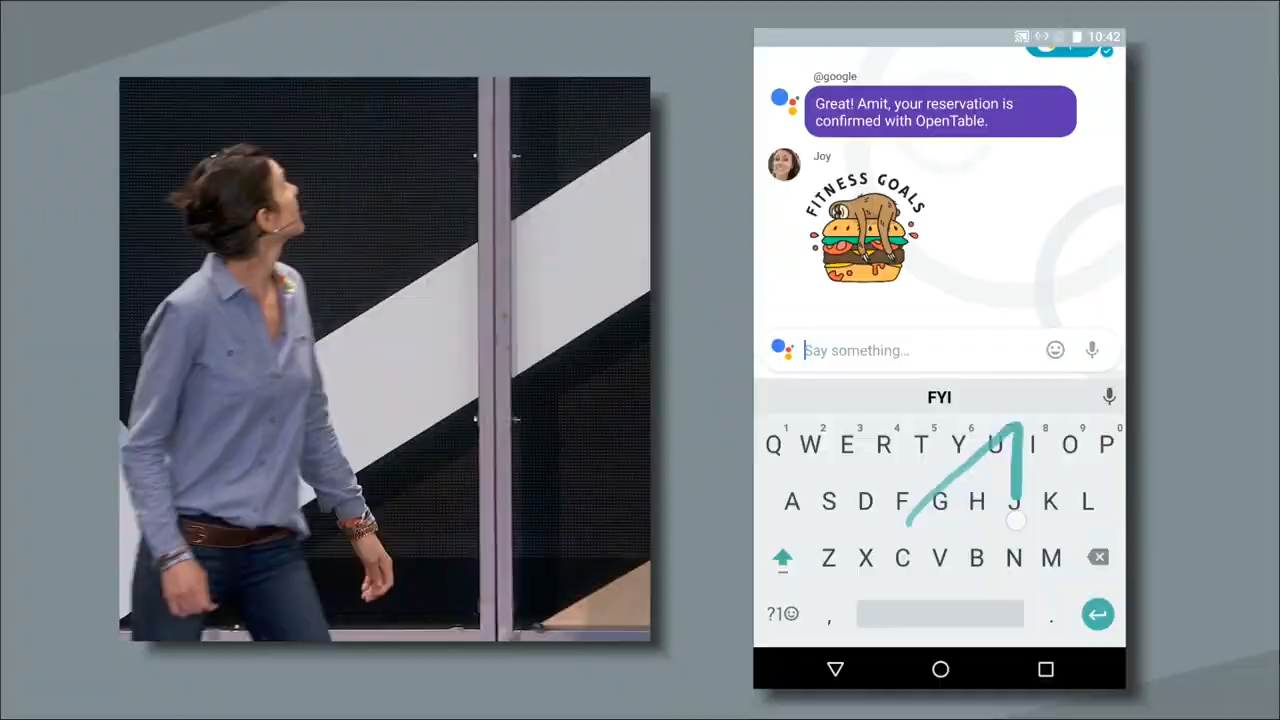 10:42
@google
Great! Amit, your reservation is
confirmed with OpenTable.
Joy
FITNESS GOALS
Say something...
FYI
1 2 3 4 5 6 8 9 0
Q W E R T Y U I O P
A S D F G H J K L
Z X C V B N M
?1☺ , .